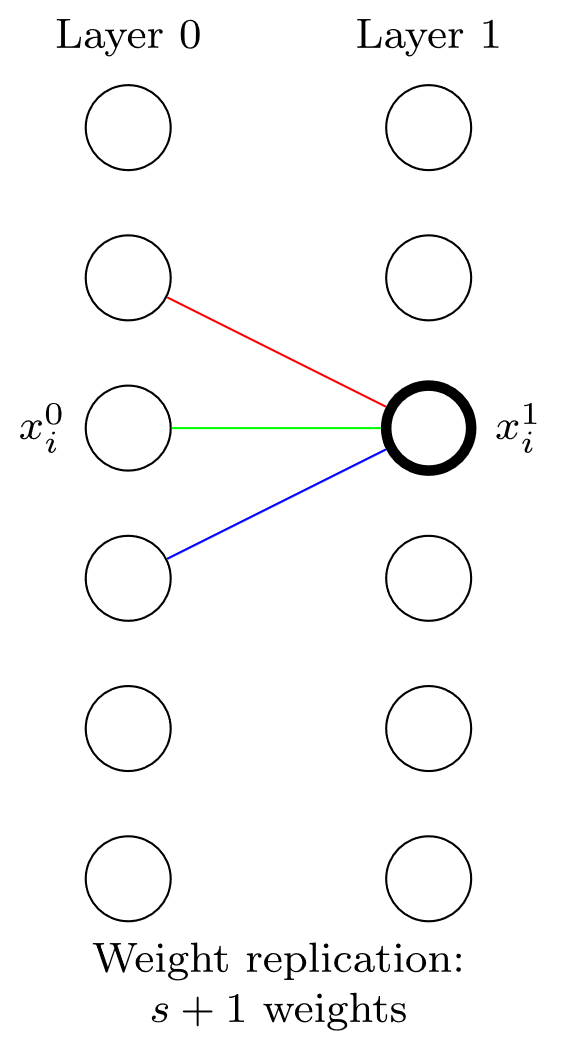 Layer 0 Layer 1
x_i^0 x_i^1
Weight replication:
s + 1 weights